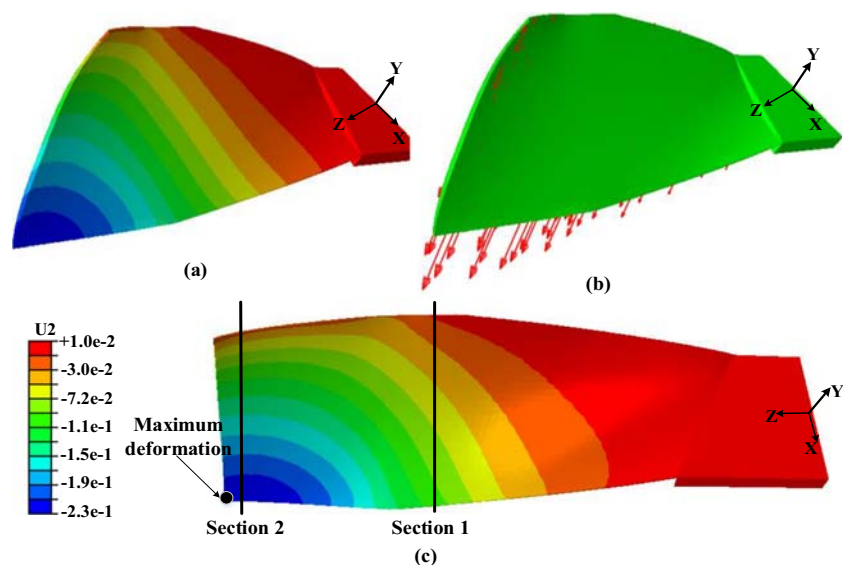 Y
Z
X
(a)
Y
Z
X
(b)
U2
+1.0e-2
-3.0e-2
-7.2e-2
-1.1e-1
-1.5e-1
-1.9e-1
-2.3e-1
Maximum
deformation
Y
Z
X
Section 2
Section 1
(c)